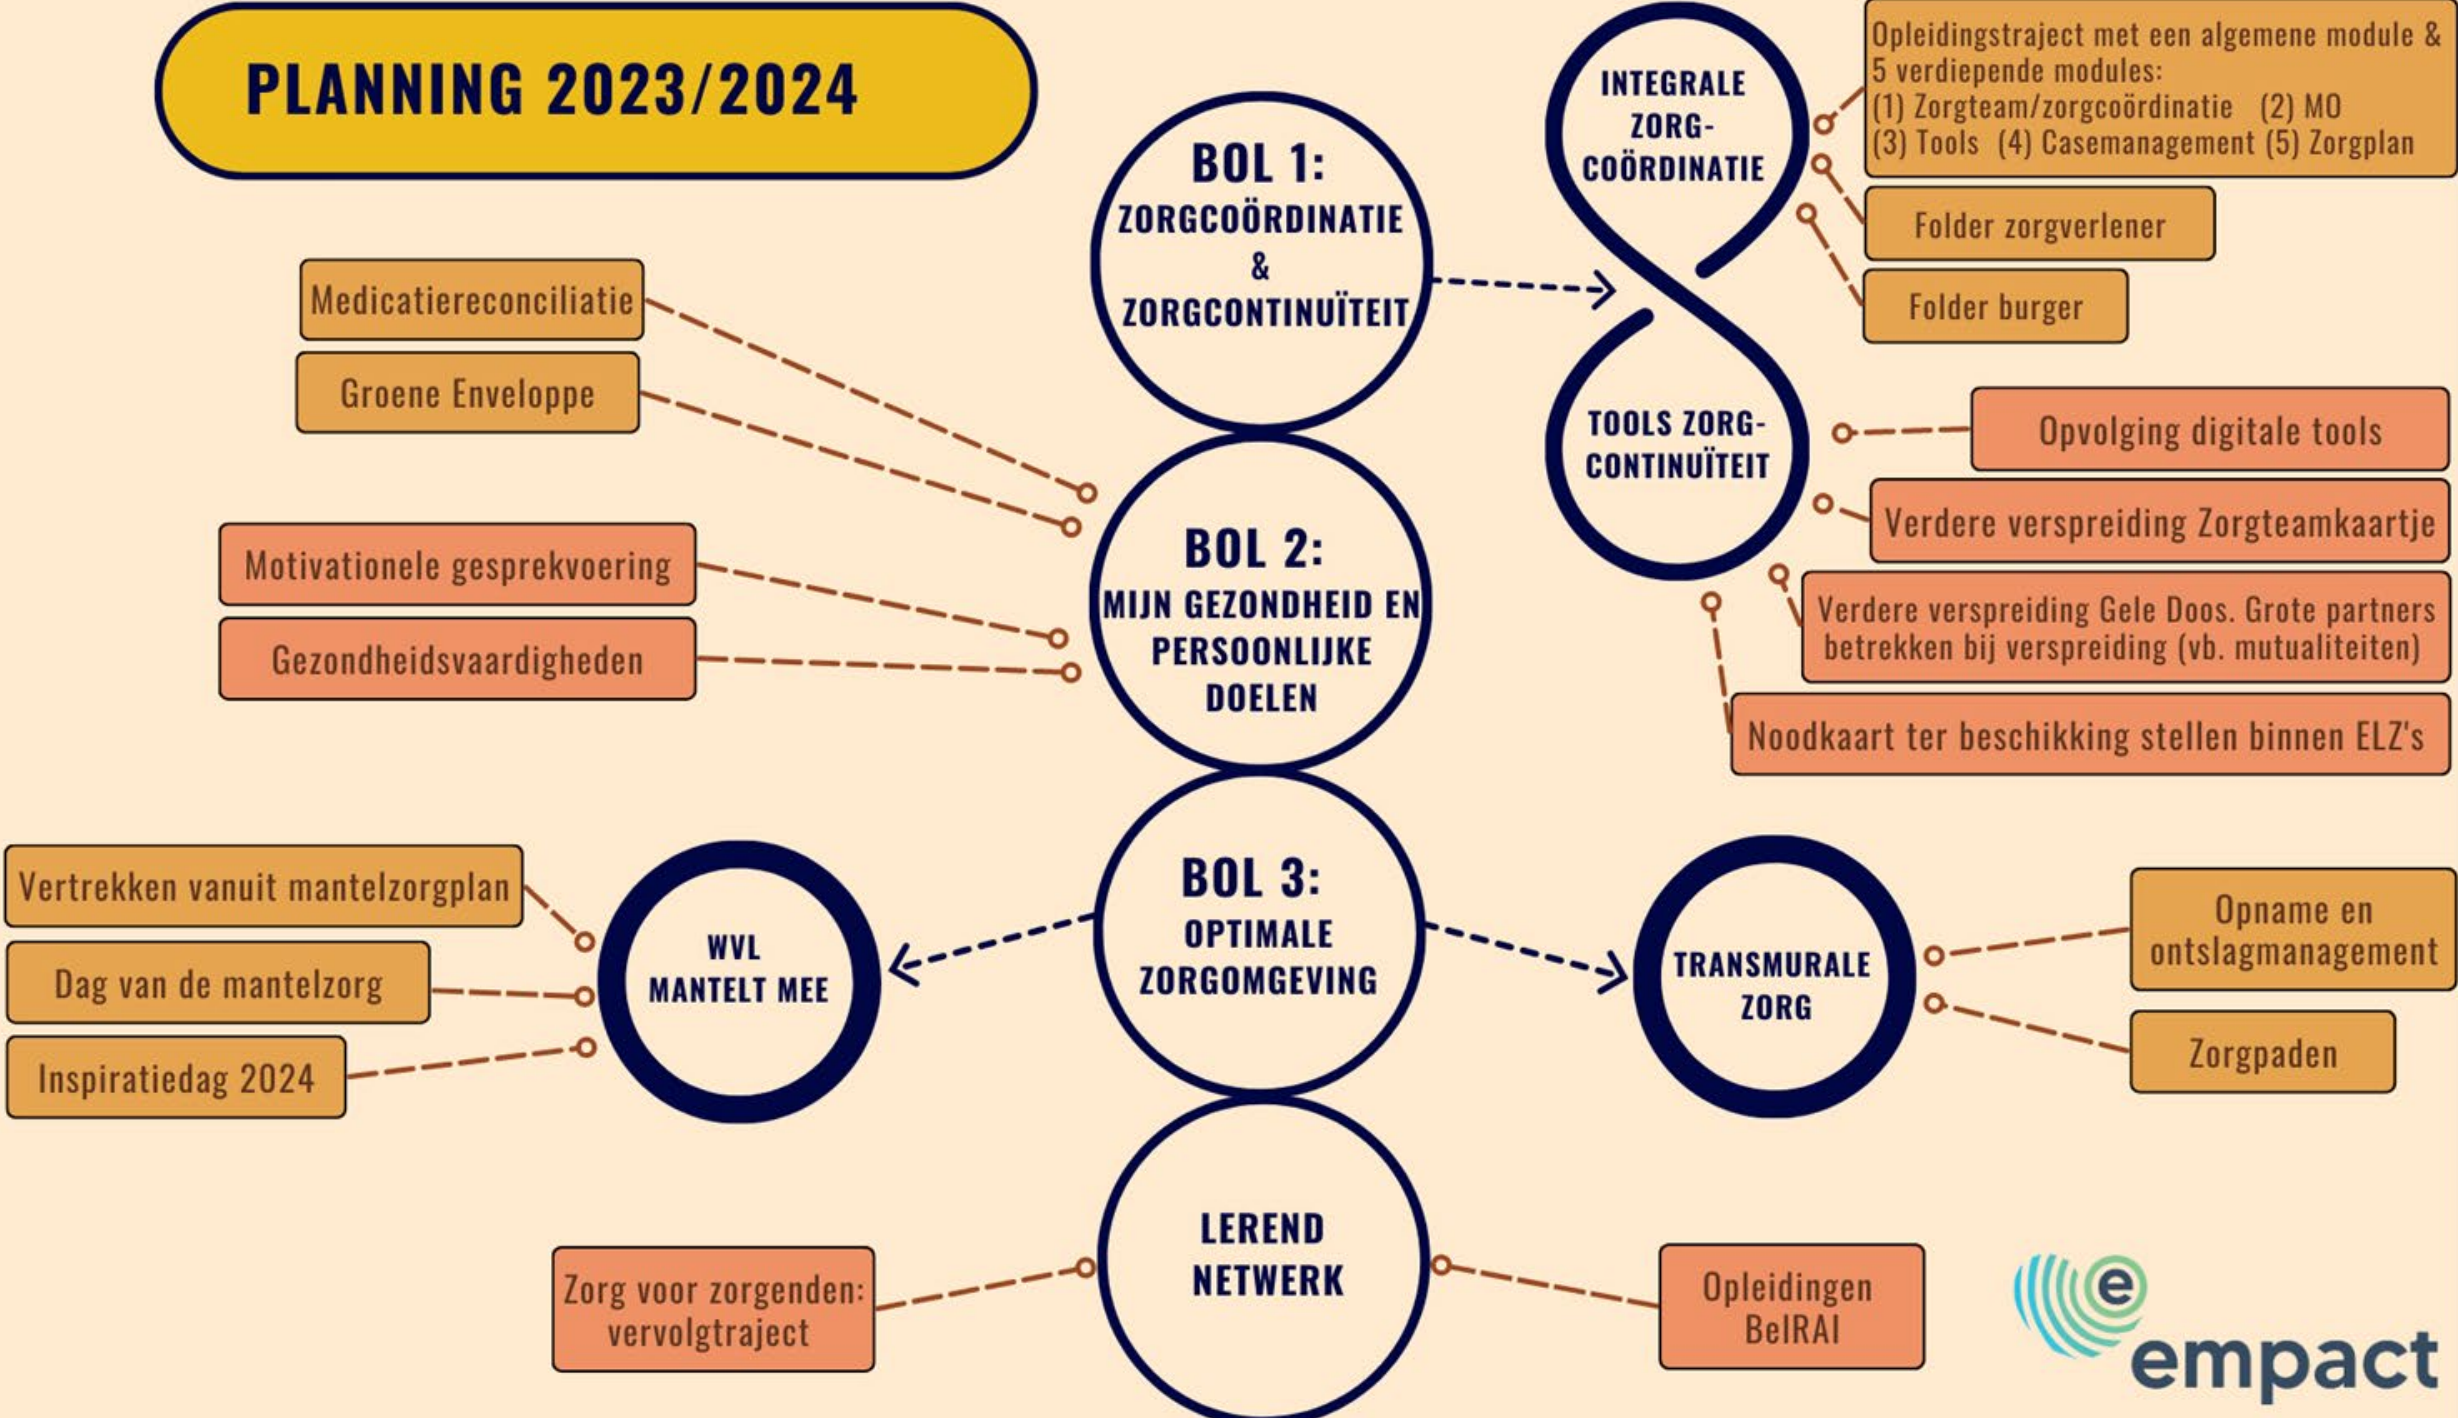 PLANNING 2023/2024
BOL 1:
ZORGCOÖRDINATIE
&
ZORGCONTINUÏTEIT
INTEGRALE
ZORG-
COÖRDINATIE
Opleidingstraject met een algemene module &
5 verdiepende modules:
(1) Zorgteam/zorgcoördinatie (2) MO
(3) Tools (4) Casemanagement (5) Zorgplan
Folder zorgverlener
Folder burger
TOOLS ZORG-
CONTINUÏTEIT
Opvolging digitale tools
Verdere verspreiding Zorgteamkaartje
Verdere verspreiding Gele Doos. Grote partners
betrekken bij verspreiding (vb. mutualiteiten)
Noodkaart ter beschikking stellen binnen ELZ's
Medicatiereconciliatie
Groene Enveloppe
Motivationele gesprekvoering
Gezondheidsvaardigheden
BOL 2:
MIJN GEZONDHEID EN
PERSOONLIJKE
DOELEN
Vertrekken vanuit mantelzorgplan
Dag van de mantelzorg
Inspiratiedag 2024
WVL
MANTELT MEE
BOL 3:
OPTIMALE
ZORGOMGEVING
TRANSMURALE
ZORG
Opname en
ontslagmanagement
Zorgpaden
Zorg voor zorgenden:
vervolgtraject
LEREND
NETWERK
Opleidingen
BelRAI
e
empact